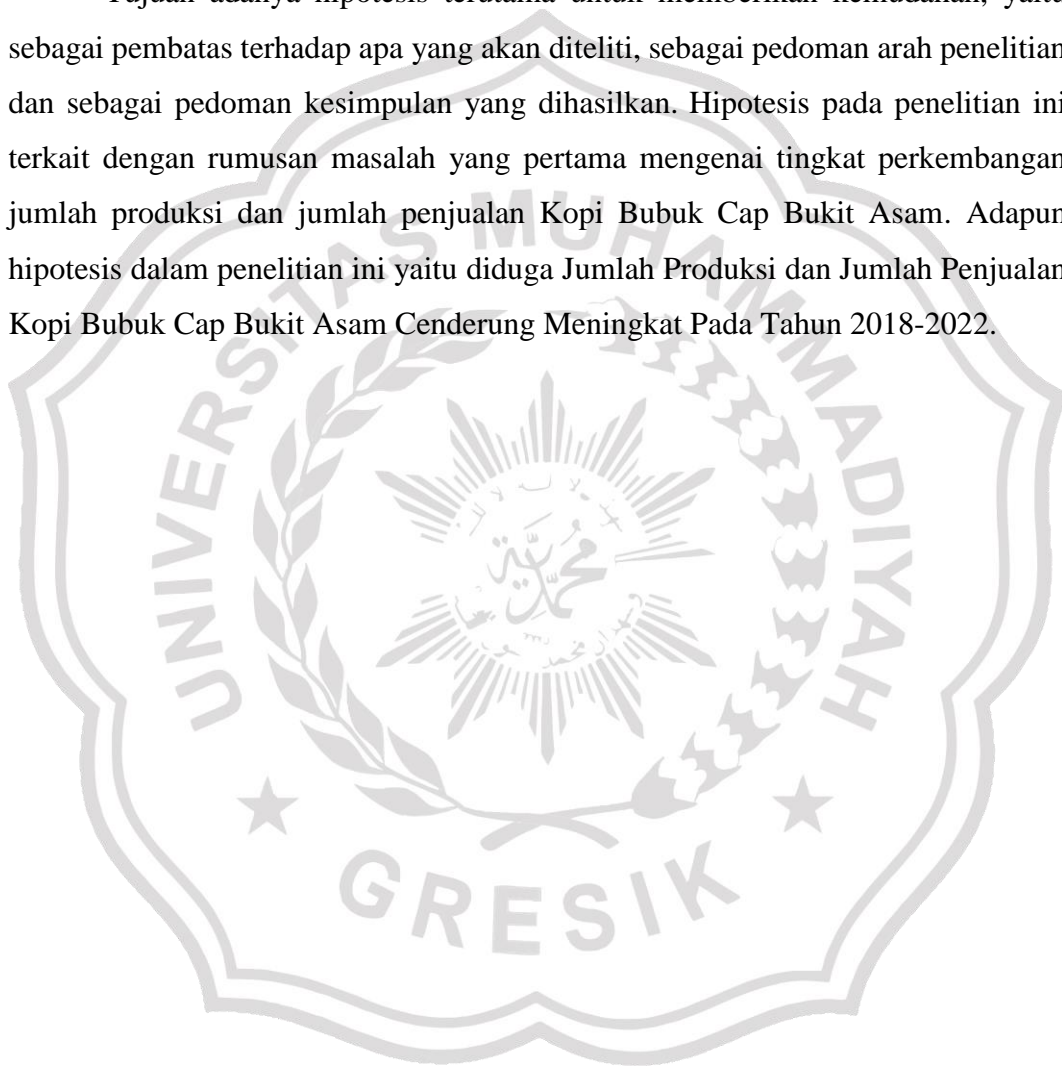 Tujuan adanya hipotesis terutama untuk memberikan kemudahan, yaitu
sebagai pembatas terhadap apa yang akan diteliti, sebagai pedoman arah penelitian
dan sebagai pedoman kesimpulan yang dihasilkan. Hipotesis pada penelitian ini
terkait dengan rumusan masalah yang pertama mengenai tingkat perkembangan
jumlah produksi dan jumlah penjualan Kopi Bubuk Cap Bukit Asam. Adapun
hipotesis dalam penelitian ini yaitu diduga Jumlah Produksi dan Jumlah Penjualan
Kopi Bubuk Cap Bukit Asam Cenderung Meningkat Pada Tahun 2018-2022.
UNIVERSITAS MUHAMMADIYAH
محمدية
GRESIK